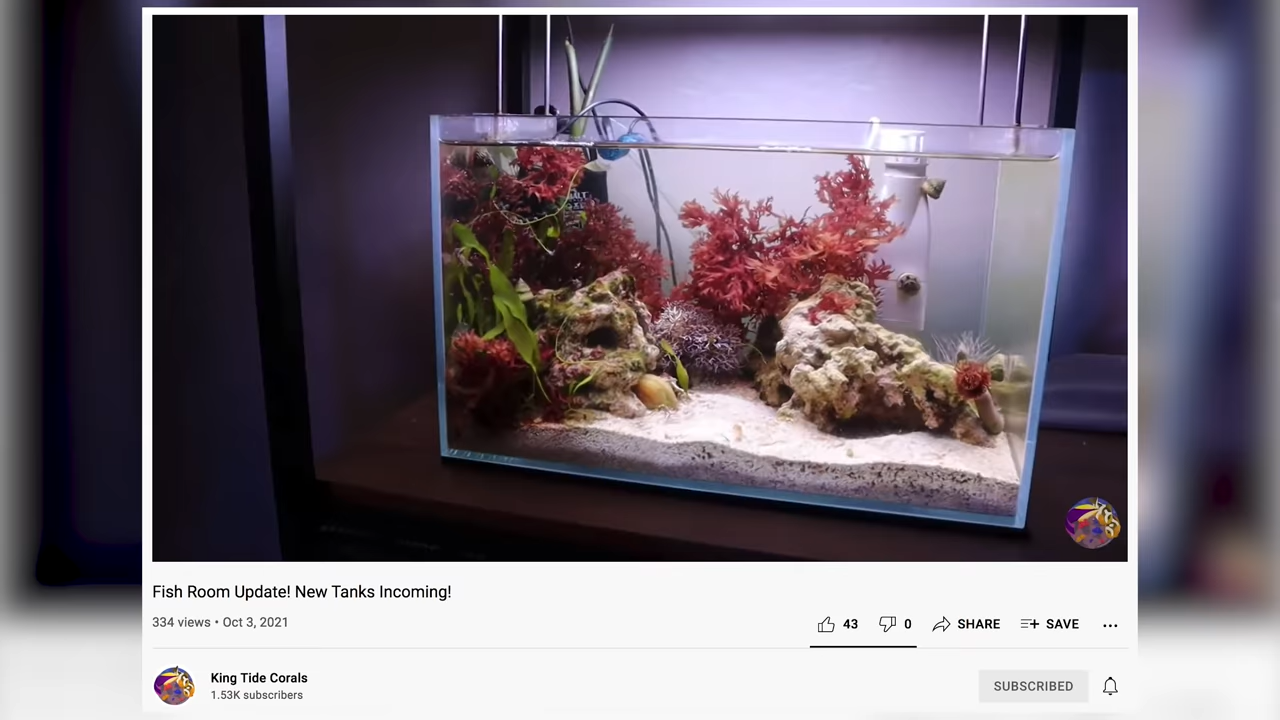 Fish Room Update! New Tanks Incoming!
334 views • Oct 3, 2021
43
0
SHARE
SAVE
King Tide Corals
1.53K subscribers
SUBSCRIBED